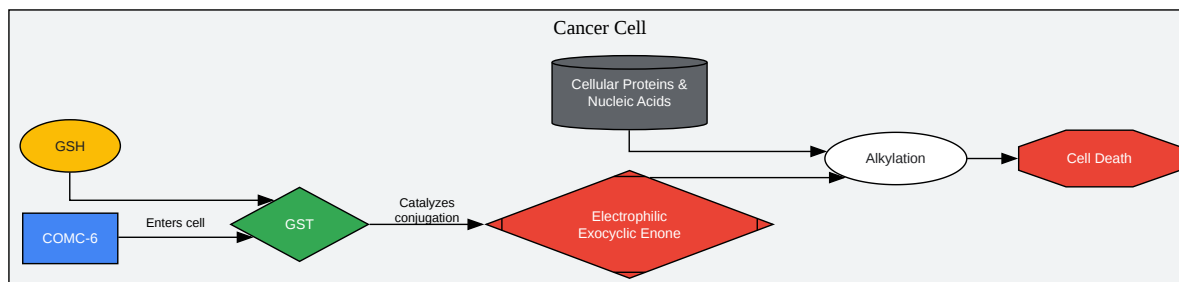 Cancer Cell
Cellular Proteins &
Nucleic Acids
GSH
Alkylation
Cell Death
COMC-6
Enters cell
GST
Catalyzes
conjugation
Electrophilic
Exocyclic Enone